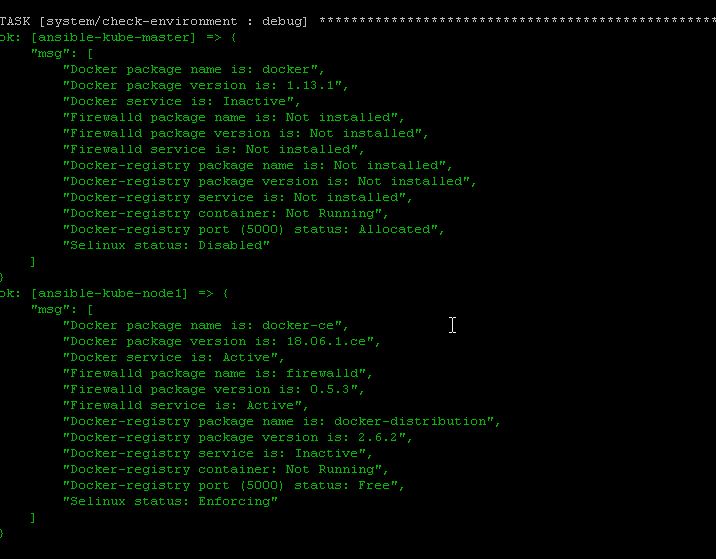 TASK [system/check-environment : debug] **************************************************
ok: [ansible-kube-master] => {
    "msg": [
        "Docker package name is: docker",
        "Docker package version is: 1.13.1",
        "Docker service is: Inactive",
        "Firewalld package name is: Not installed",
        "Firewalld package version is: Not installed",
        "Firewalld service is: Not installed",
        "Docker-registry package name is: Not installed",
        "Docker-registry package version is: Not installed",
        "Docker-registry service is: Not installed",
        "Docker-registry container: Not Running",
        "Docker-registry port (5000) status: Allocated",
        "Selinux status: Disabled"
    ]
}
ok: [ansible-kube-node1] => {
    "msg": [
        "Docker package name is: docker-ce",
        "Docker package version is: 18.06.1.ce",
        "Docker service is: Active",
        "Firewalld package name is: firewalld",
        "Firewalld package version is: 0.5.3",
        "Firewalld service is: Active",
        "Docker-registry package name is: docker-distribution",
        "Docker-registry package version is: 2.6.2",
        "Docker-registry service is: Inactive",
        "Docker-registry container: Not Running",
        "Docker-registry port (5000) status: Free",
        "Selinux status: Enforcing"
    ]
}